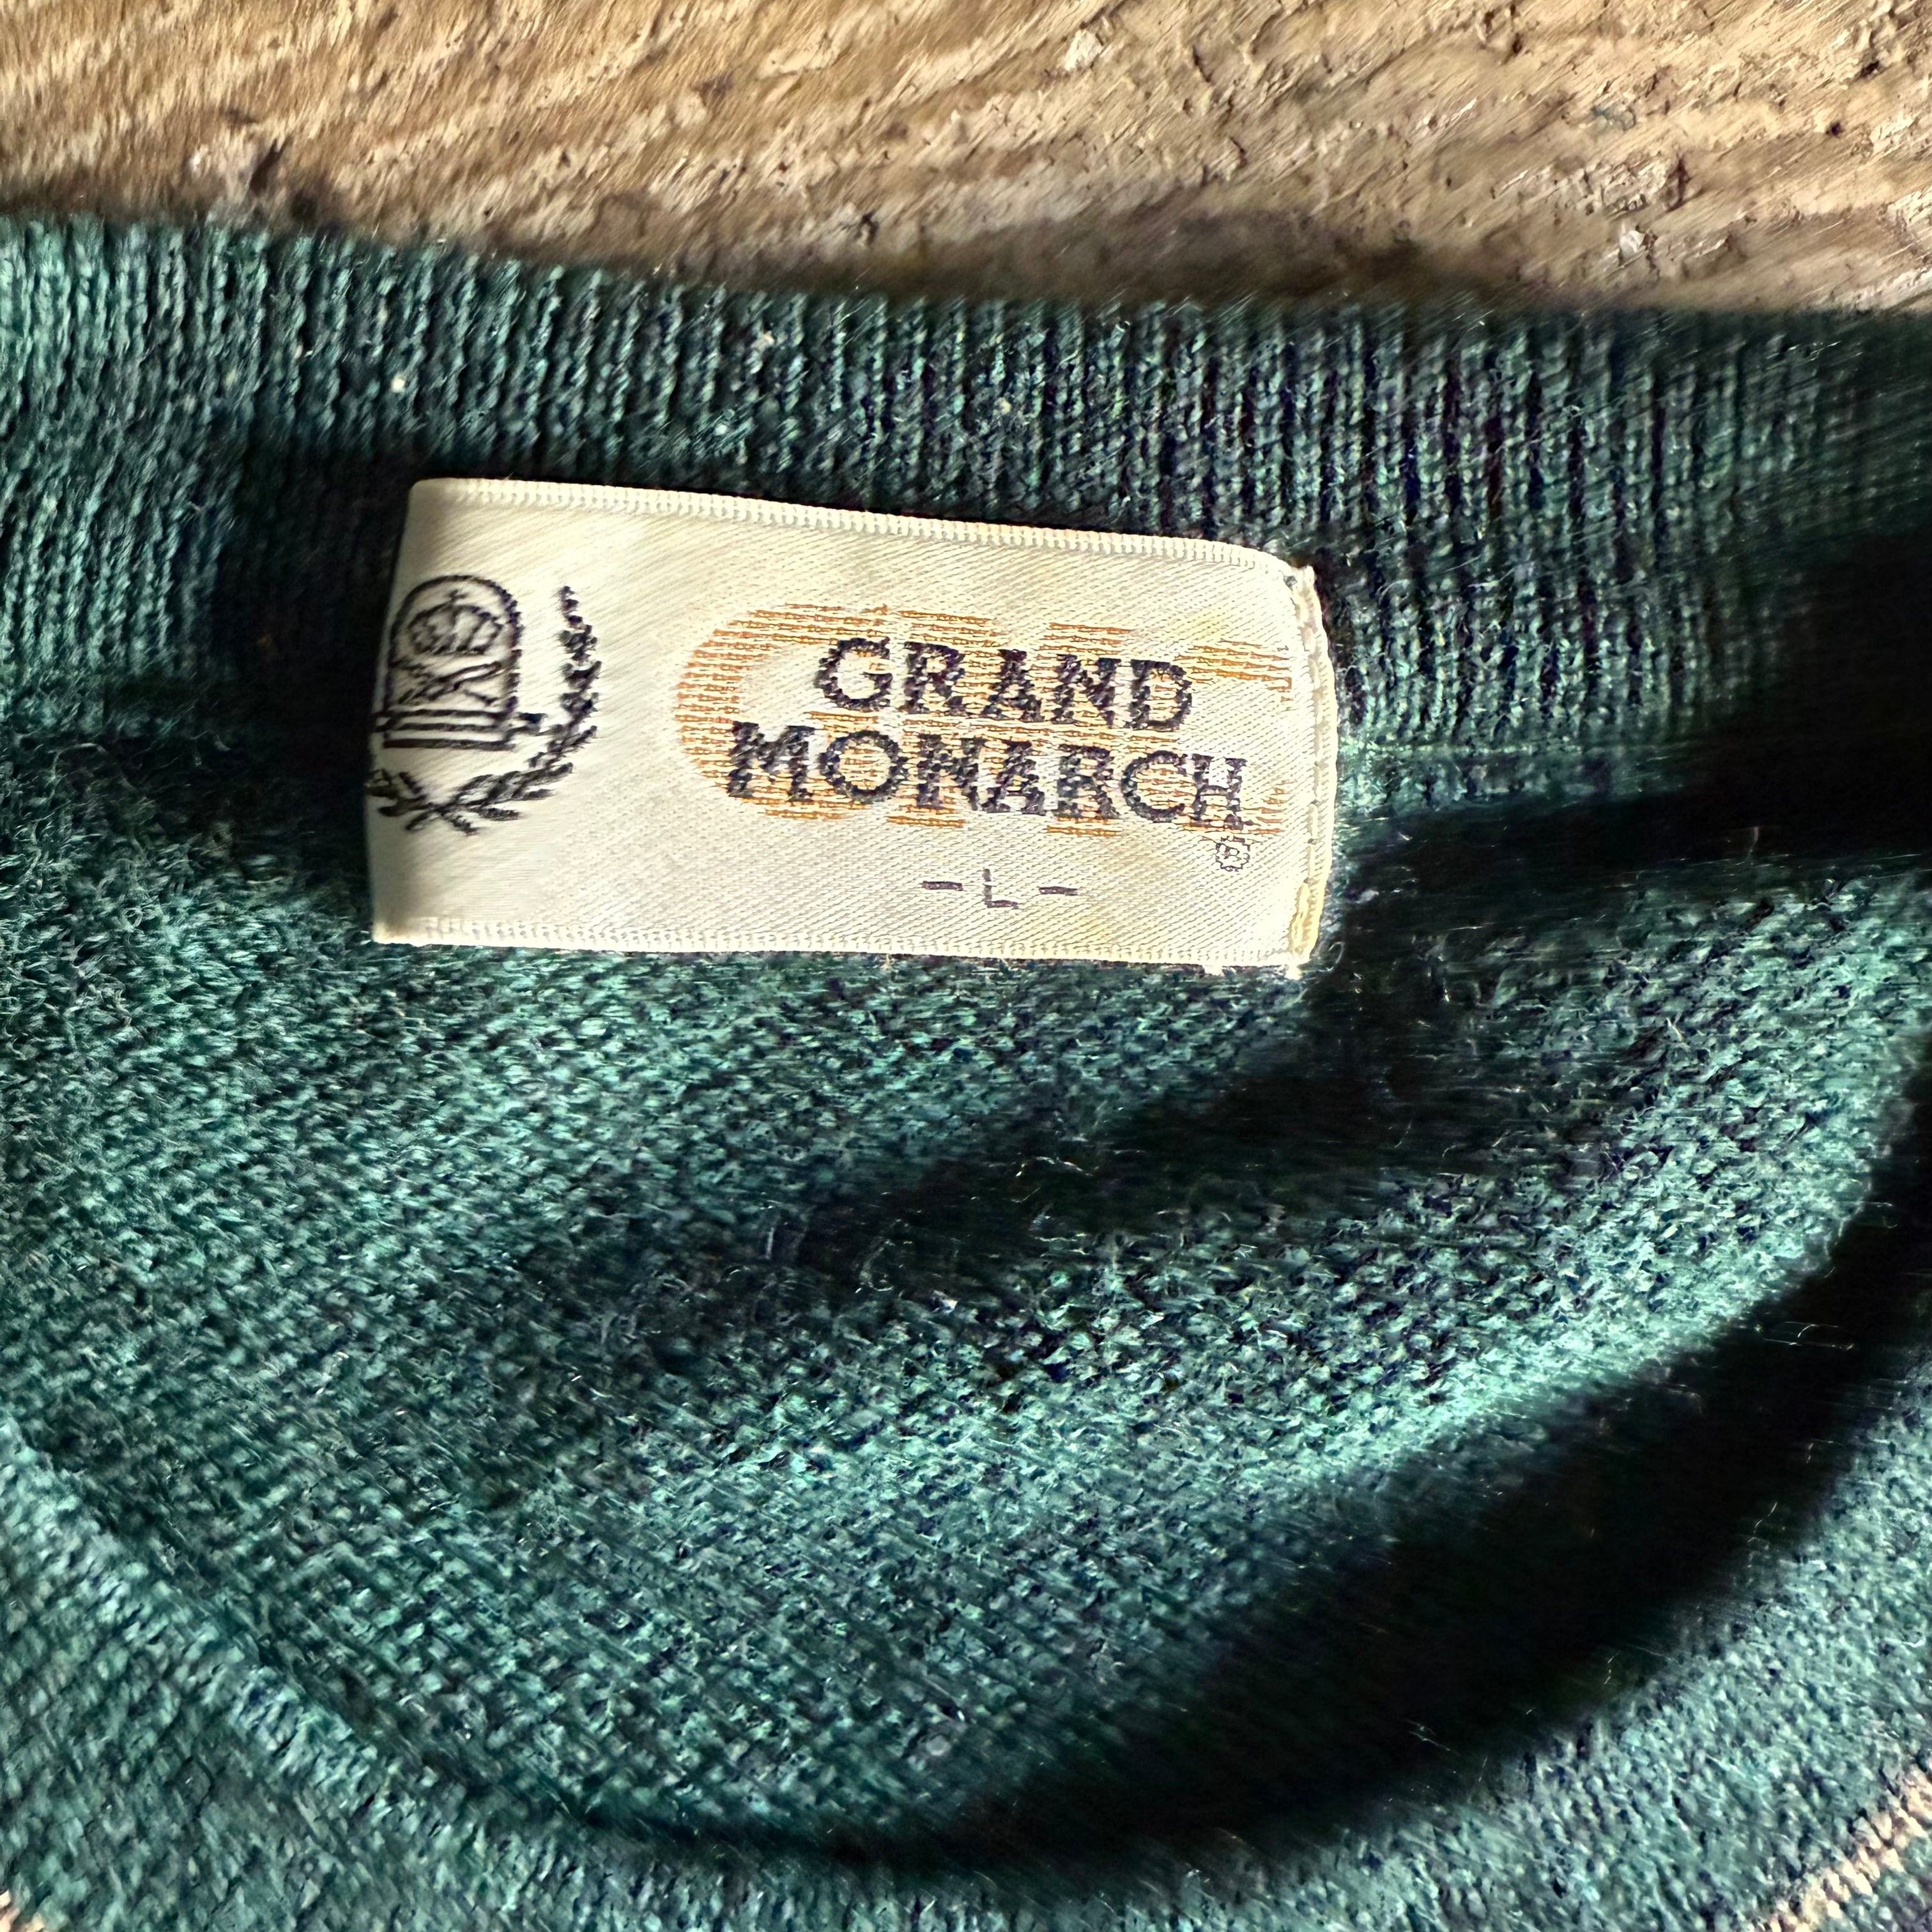 GRAND
MONARCH®
- L -